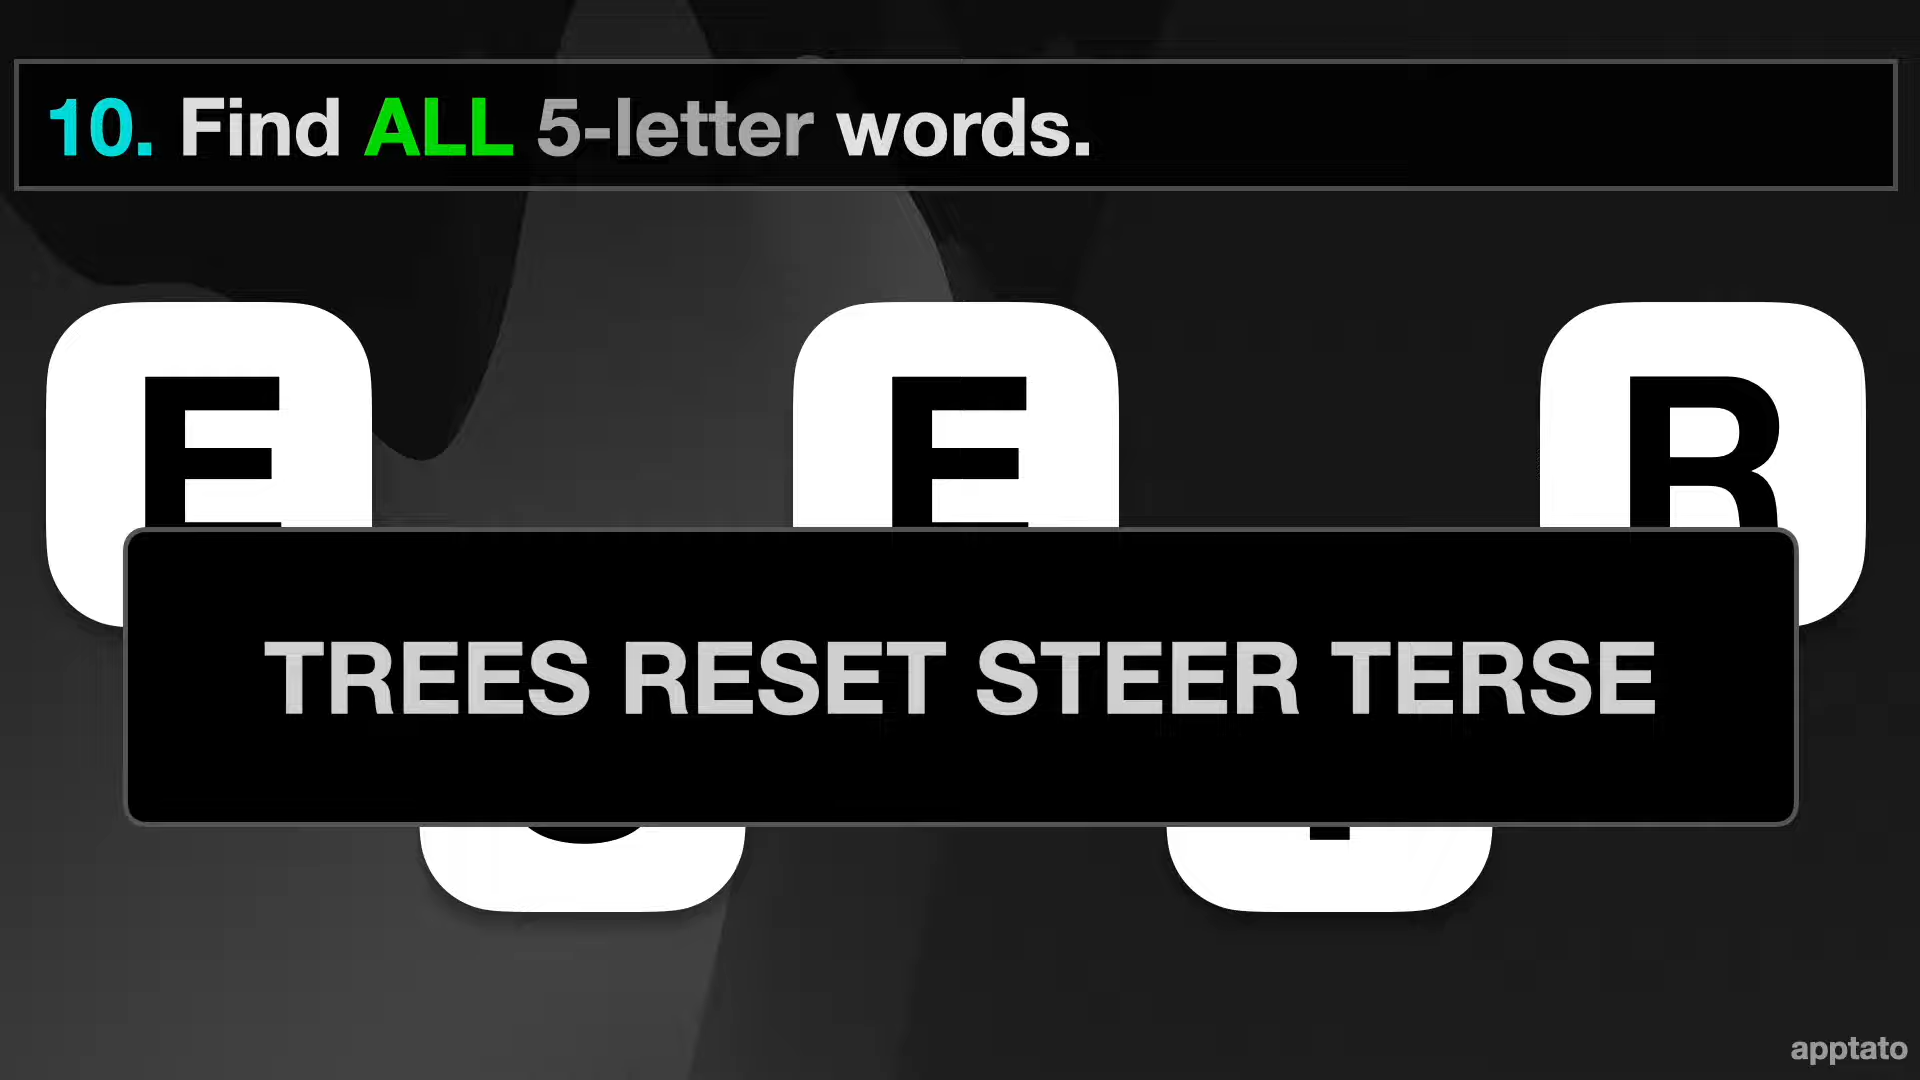 10. Find ALL 5-letter words.
E E R
TREES RESET STEER TERSE
apptato